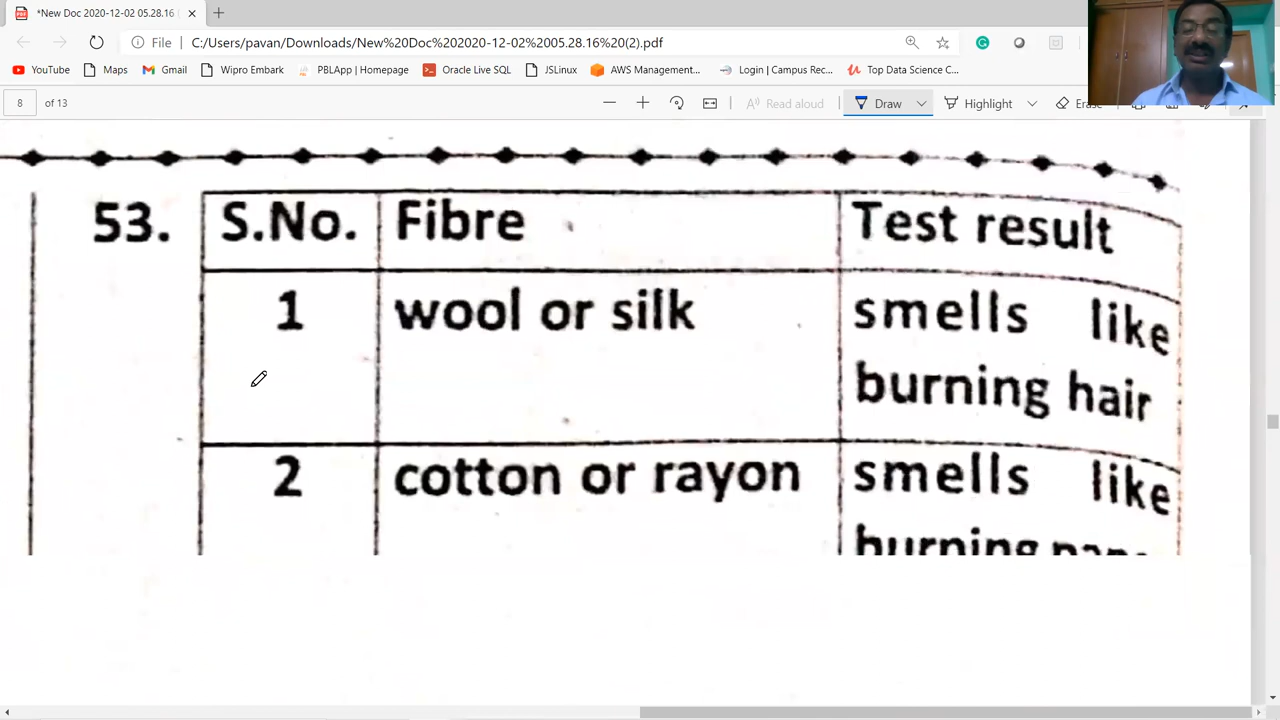 *New Doc 2020-12-02 05.28.16
File C:/Users/pavan/Downloads/New%20Doc%202020-12-02%2005.28.16%20(2).pdf
YouTube Maps Gmail Wipro Embark PBLApp | Homepage Oracle Live SQL JSLinux AWS Management... Login | Campus Rec... Top Data Science C...
8 of 13 Read aloud Draw Highlight Erase
53. S.No. Fibre Test result
1 wool or silk smells like
burning hair
2 cotton or rayon smells like
burning